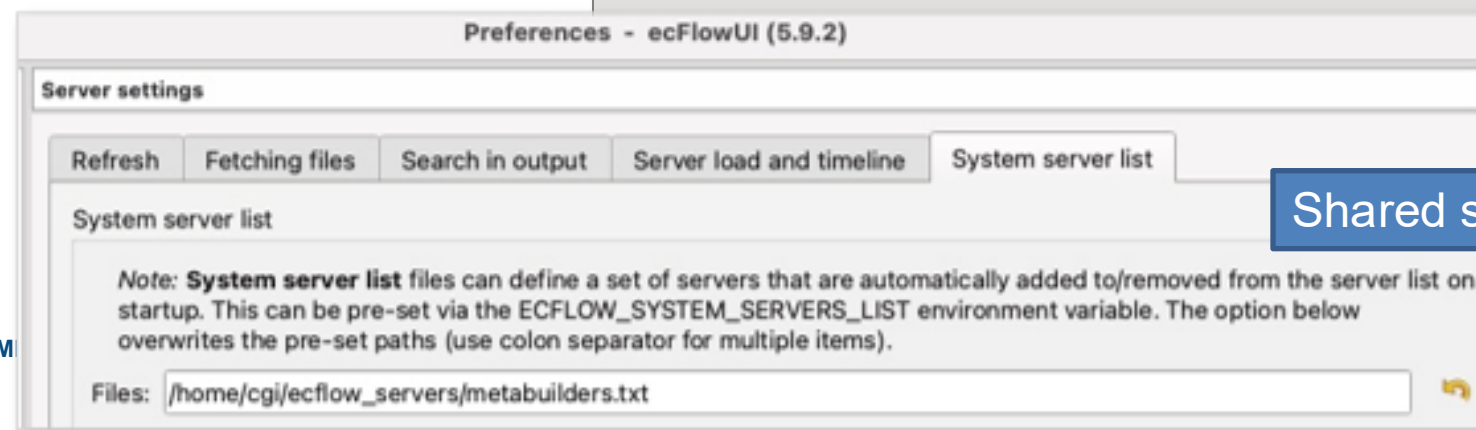 Preferences - ecFlowUI (5.9.2)
Server settings
Refresh Fetching files Search in output Server load and timeline System server list
System server list
Shared s
Note: System server list files can define a set of servers that are automatically added to/removed from the server list on
startup. This can be pre-set via the ECFLOW_SYSTEM_SERVERS_LIST environment variable. The option below
overwrites the pre-set paths (use colon separator for multiple items).
Files: /home/cgi/ecflow_servers/metabuilders.txt